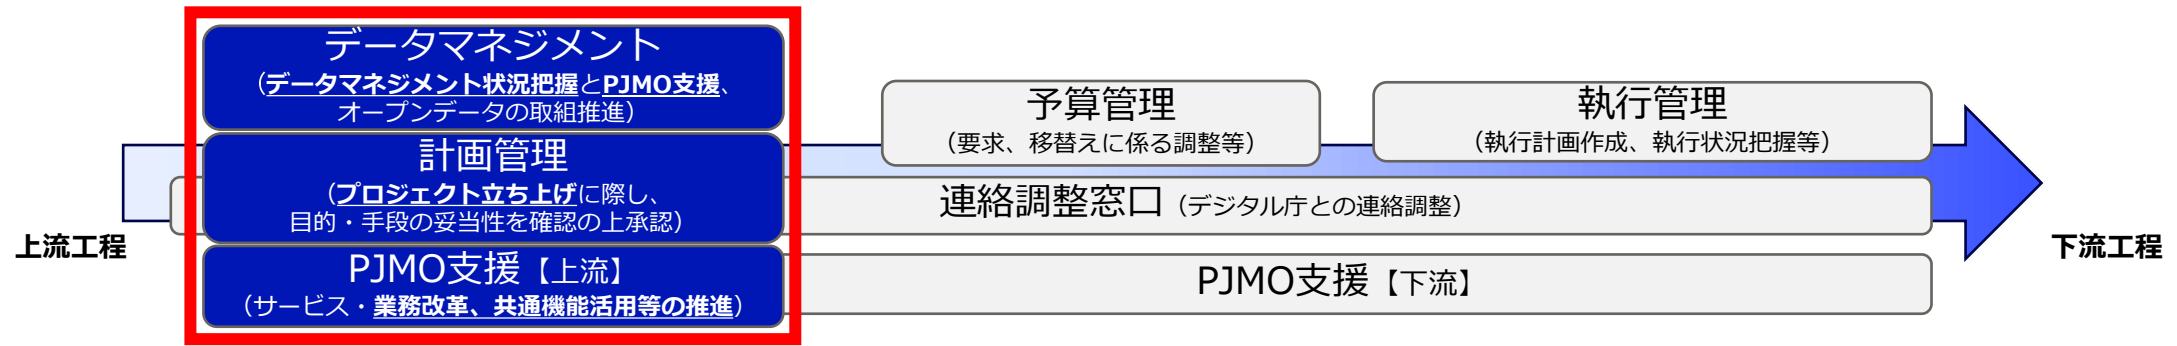 データマネジメント
（データマネジメント状況把握とPJMO支援、
オープンデータの取組推進）
計画管理
（プロジェクト立ち上げに際し、
目的・手段の妥当性を確認の上承認）
PJMO支援【上流】
（サービス・業務改革、共通機能活用等の推進）
予算管理
（要求、移替えに係る調整等）
執行管理
（執行計画作成、執行状況把握等）
連絡調整窓口（デジタル庁との連絡調整）
PJMO支援【下流】
上流工程
下流工程